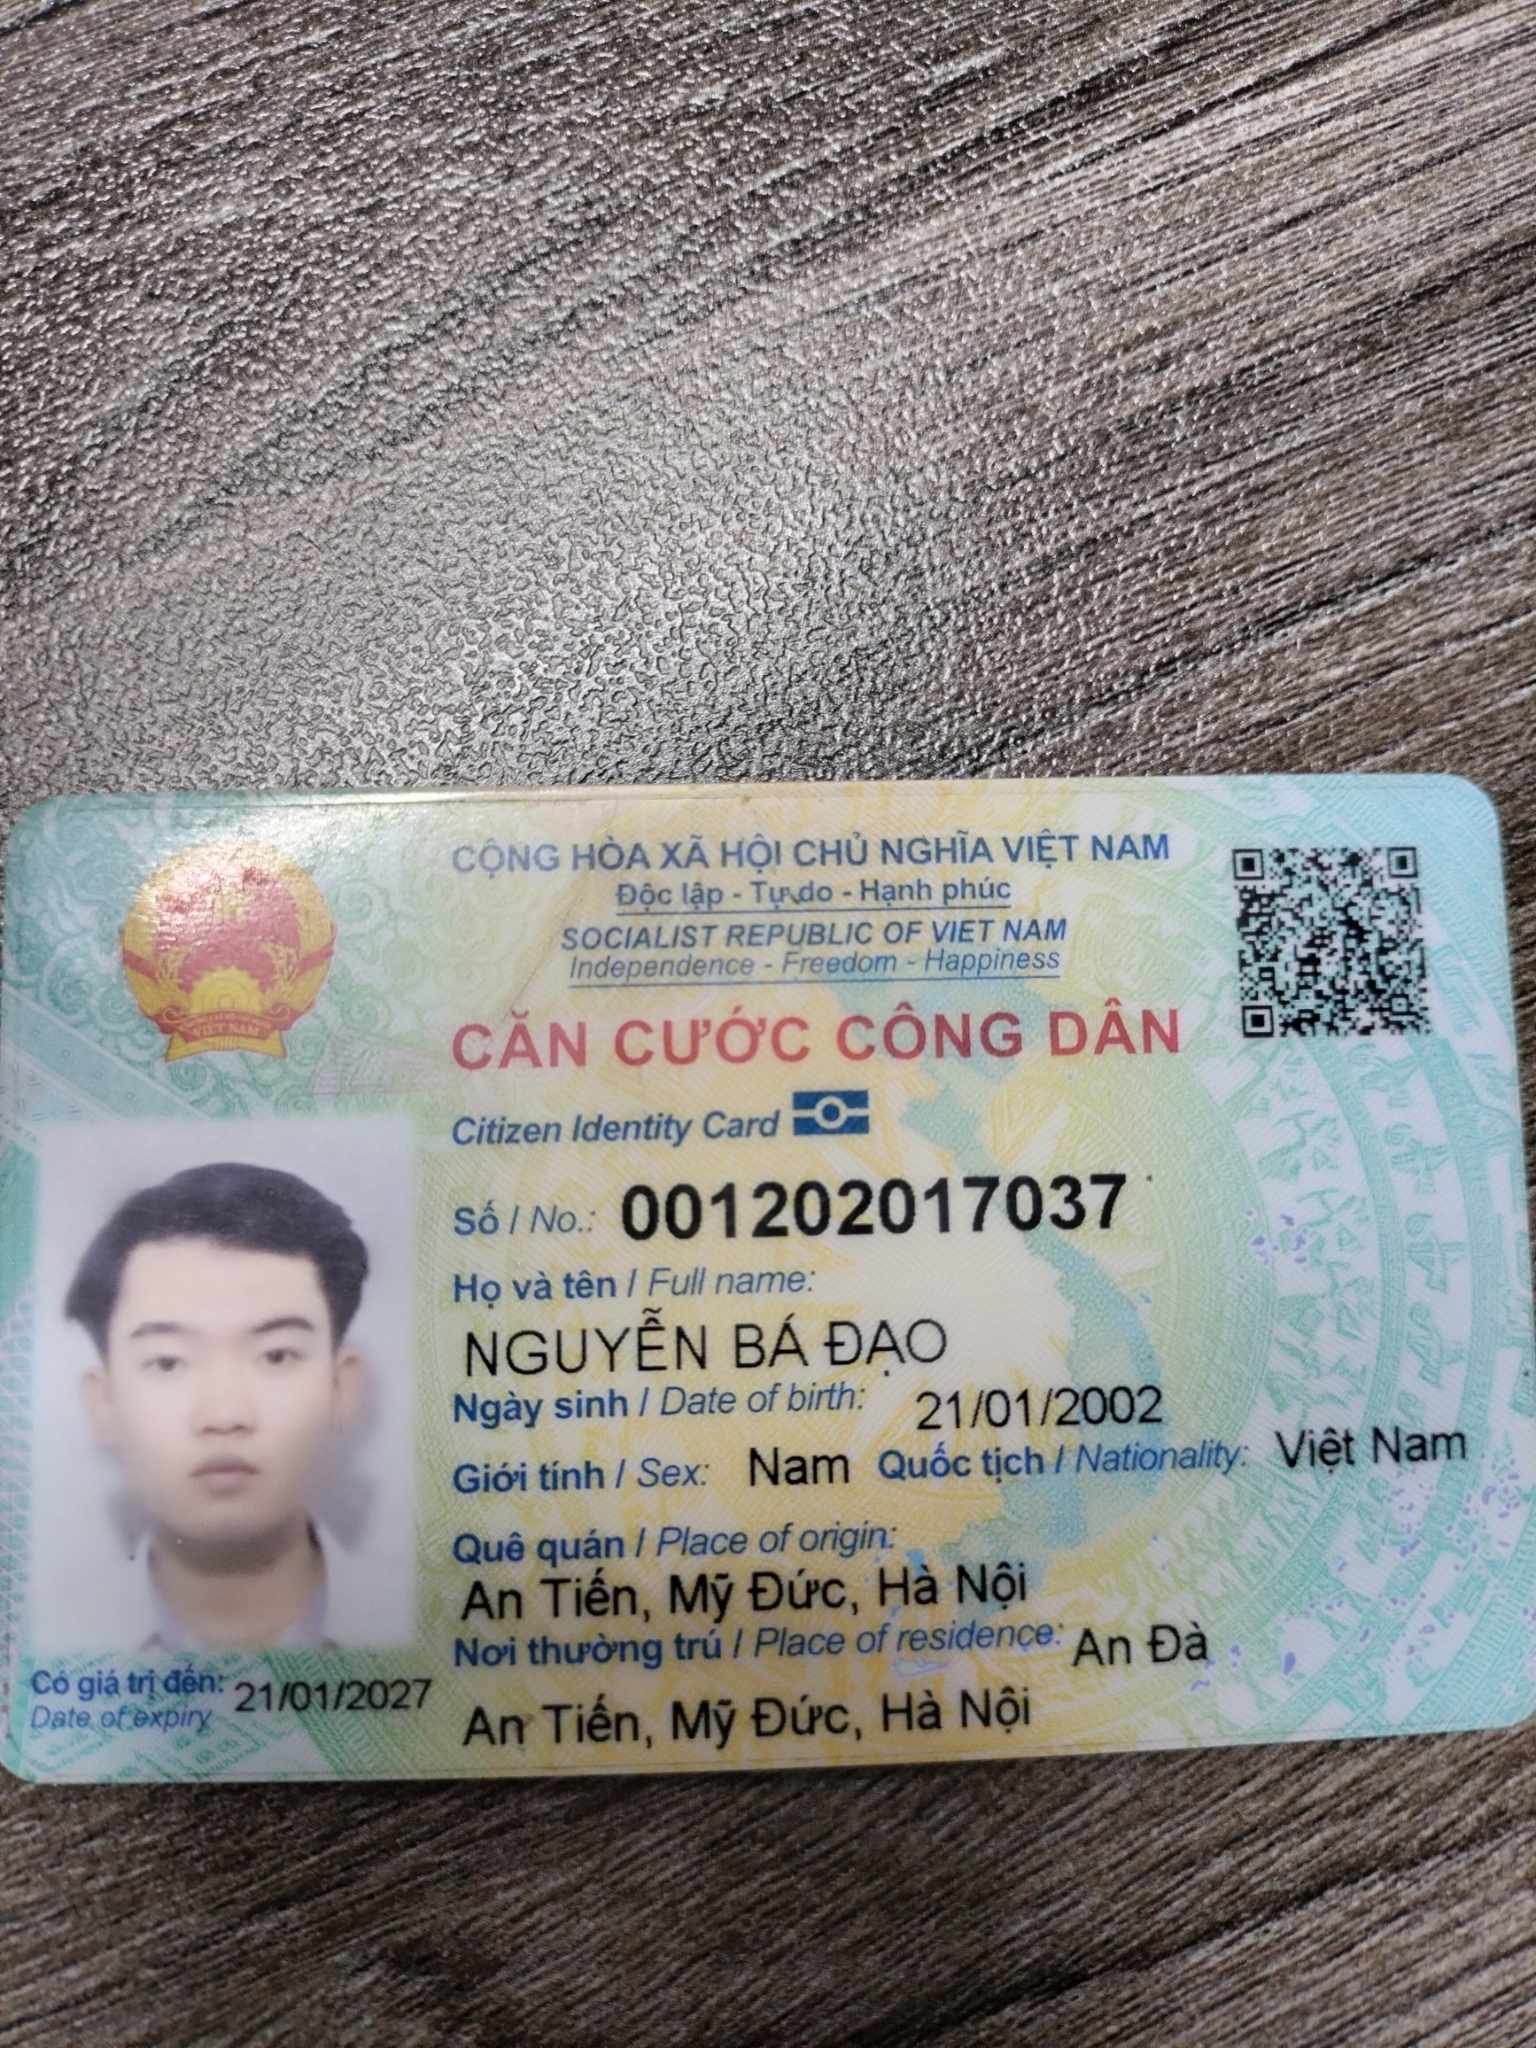 CỘNG HÒA XÃ HỘI CHỦ NGHĨA VIỆT NAM
Độc lập - Tự do - Hạnh phúc
SOCIALIST REPUBLIC OF VIET NAM
Independence - Freedom - Happiness
CĂN CƯỚC CÔNG DÂN
Citizen Identity Card
Số / No.: 001202017037
Họ và tên / Full name:
NGUYỄN BÁ ĐẠO
Ngày sinh / Date of birth: 21/01/2002
Giới tính / Sex: Nam Quốc tịch / Nationality: Việt Nam
Quê quán / Place of origin:
An Tiến, Mỹ Đức, Hà Nội
Nơi thường trú / Place of residence: An Đà
An Tiến, Mỹ Đức, Hà Nội
Có giá trị đến: 21/01/2027
Date of expiry
VIỆT NAM